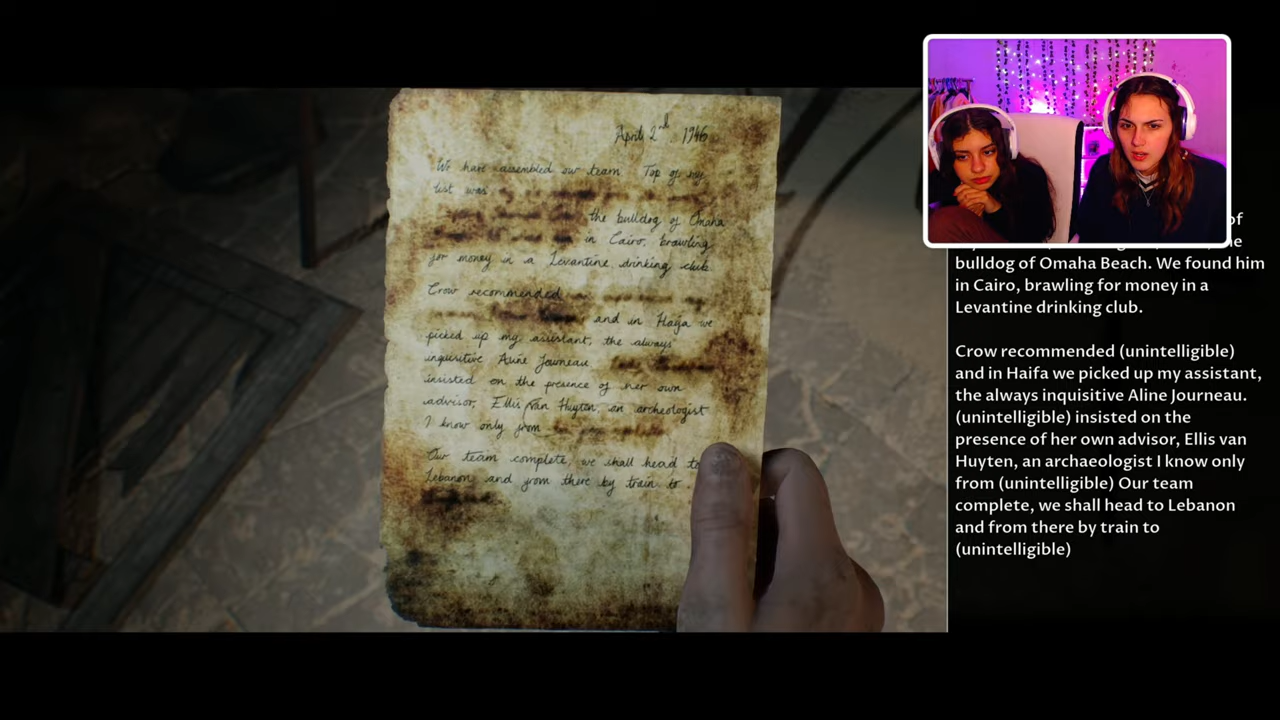 April 2nd, 1946
We have assembled our team. Top of my
list was
the bulldog of Omaha
in Cairo, brawling
for money in a Levantine drinking club.
Crow recommended
and in Haifa we
picked up my assistant, the always
inquisitive Aline Journeau.
insisted on the presence of her own
advisor, Ellis van Huyten, an archeologist
I know only from
Our team complete, we shall head to
Lebanon and from there by train to
of
bulldog of Omaha Beach. We found him
in Cairo, brawling for money in a
Levantine drinking club.
Crow recommended (unintelligible)
and in Haifa we picked up my assistant,
the always inquisitive Aline Journeau.
(unintelligible) insisted on the
presence of her own advisor, Ellis van
Huyten, an archaeologist I know only
from (unintelligible) Our team
complete, we shall head to Lebanon
and from there by train to
(unintelligible)